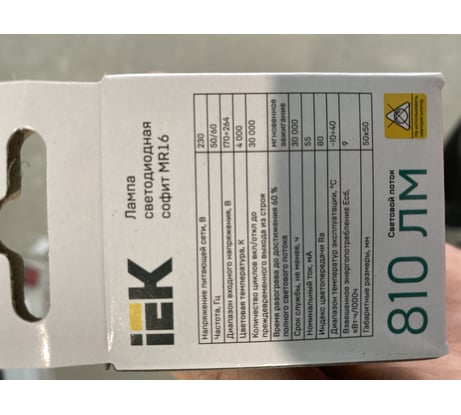 IEK
Лампа
светодиодная
софит MR16
Напряжение питающей сети, В 230
Частота, Гц 50/60
Диапазон входного напряжения, В 170÷264
Цветовая температура, К 4 000
Количество циклов вкл/откл до
преждевременного выхода из строя 30 000
Время разогрева до достижения 60 %
полного светового потока мгновенное
зажигание
Срок службы, не менее, ч 30 000
Номинальный ток, мА 55
Индекс цветопередачи Ra 80
Диапазон температур эксплуатации, °С -10÷40
Взвешенное энергопотребление Ecб,
кВт·ч/1000ч 9
Габаритные размеры, мм 50х50
Световой поток
810 ЛМ
Не использовать